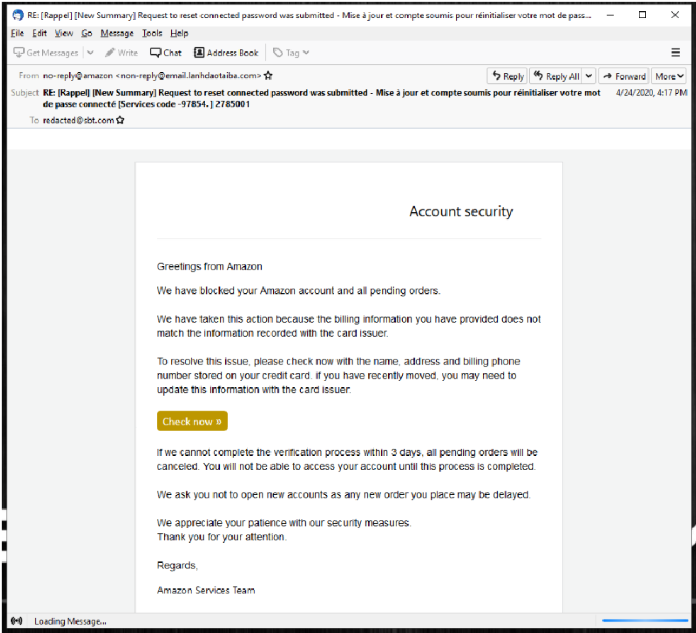 RE: [Rappel] [New Summary] Request to reset connected password was submitted - Mise à jour et compte soumis pour réinitialiser votre mot de pass...
File Edit View Go Message Tools Help
Get Messages Write Chat Address Book Tag
From no-reply@amazon <non-reply@email.lanhdaotaiba.com> Reply Reply All Forward More
Subject RE: [Rappel] [New Summary] Request to reset connected password was submitted - Mise à jour et compte soumis pour réinitialiser votre mot 4/24/2020, 4:17 PM
de passe connecté [Services code -97854. ] 2785001
To redacted@sbt.com
Account security
Greetings from Amazon
We have blocked your Amazon account and all pending orders.
We have taken this action because the billing information you have provided does not
match the information recorded with the card issuer.
To resolve this issue, please check now with the name, address and billing phone
number stored on your credit card. if you have recently moved, you may need to
update this information with the card issuer.
Check now »
If we cannot complete the verification process within 3 days, all pending orders will be
canceled. You will not be able to access your account until this process is completed.
We ask you not to open new accounts as any new order you place may be delayed.
We appreciate your patience with our security measures.
Thank you for your attention.
Regards,
Amazon Services Team
Loading Message...